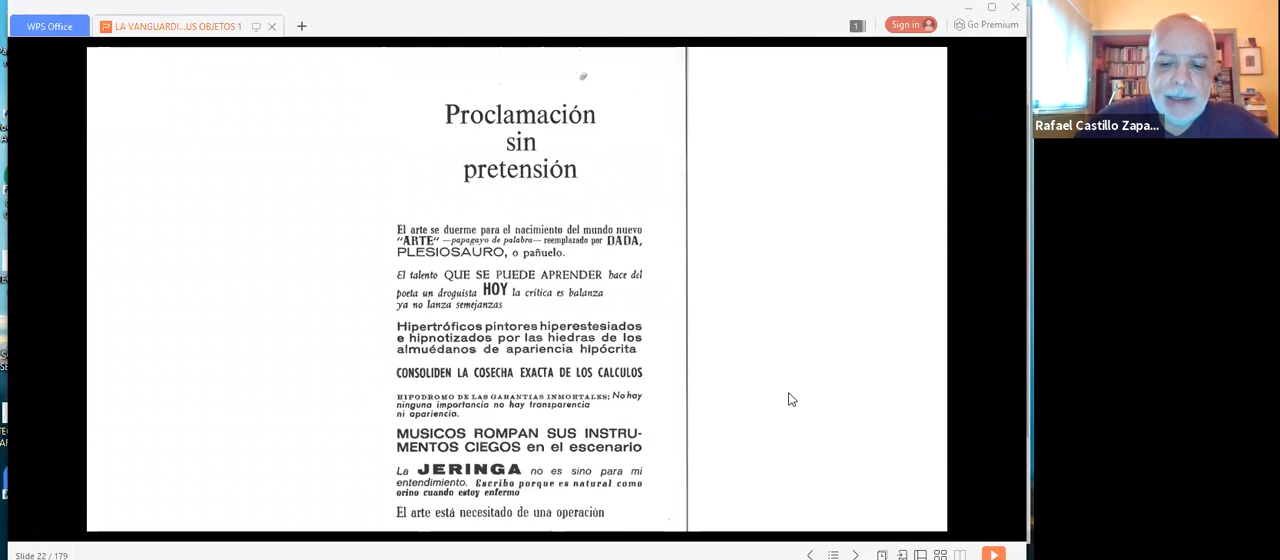 WPS Office
LA VANGUARDI...US OBJETOS 1
1
Sign in
Go Premium
Rafael Castillo Zapa...
Proclamación
sin
pretensión
El arte se duerme para el nacimiento del mundo nuevo
“ARTE“ —papagayo de palabra— reemplazado por DADA,
PLESIOSAURO, o pañuelo.
El talento QUE SE PUEDE APRENDER hace del
poeta un droguista HOY la crítica es balanza
ya no lanza semejanzas
Hipertróficos pintores hiperestesiados
e hipnotizados por las hiedras de los
almuédanos de apariencia hipócrita
CONSOLIDEN LA COSECHA EXACTA DE LOS CALCULOS
HIPODROMO DE LAS GARANTIAS INMORTALES: No hay
ninguna importancia no hay transparencia
ni apariencia.
MUSICOS ROMPAN SUS INSTRU-
MENTOS CIEGOS en el escenario
La JERINGA no es sino para mi
entendimiento. Escribo porque es natural como
orino cuando estoy enfermo
El arte está necesitado de una operación
Slide 22 / 179